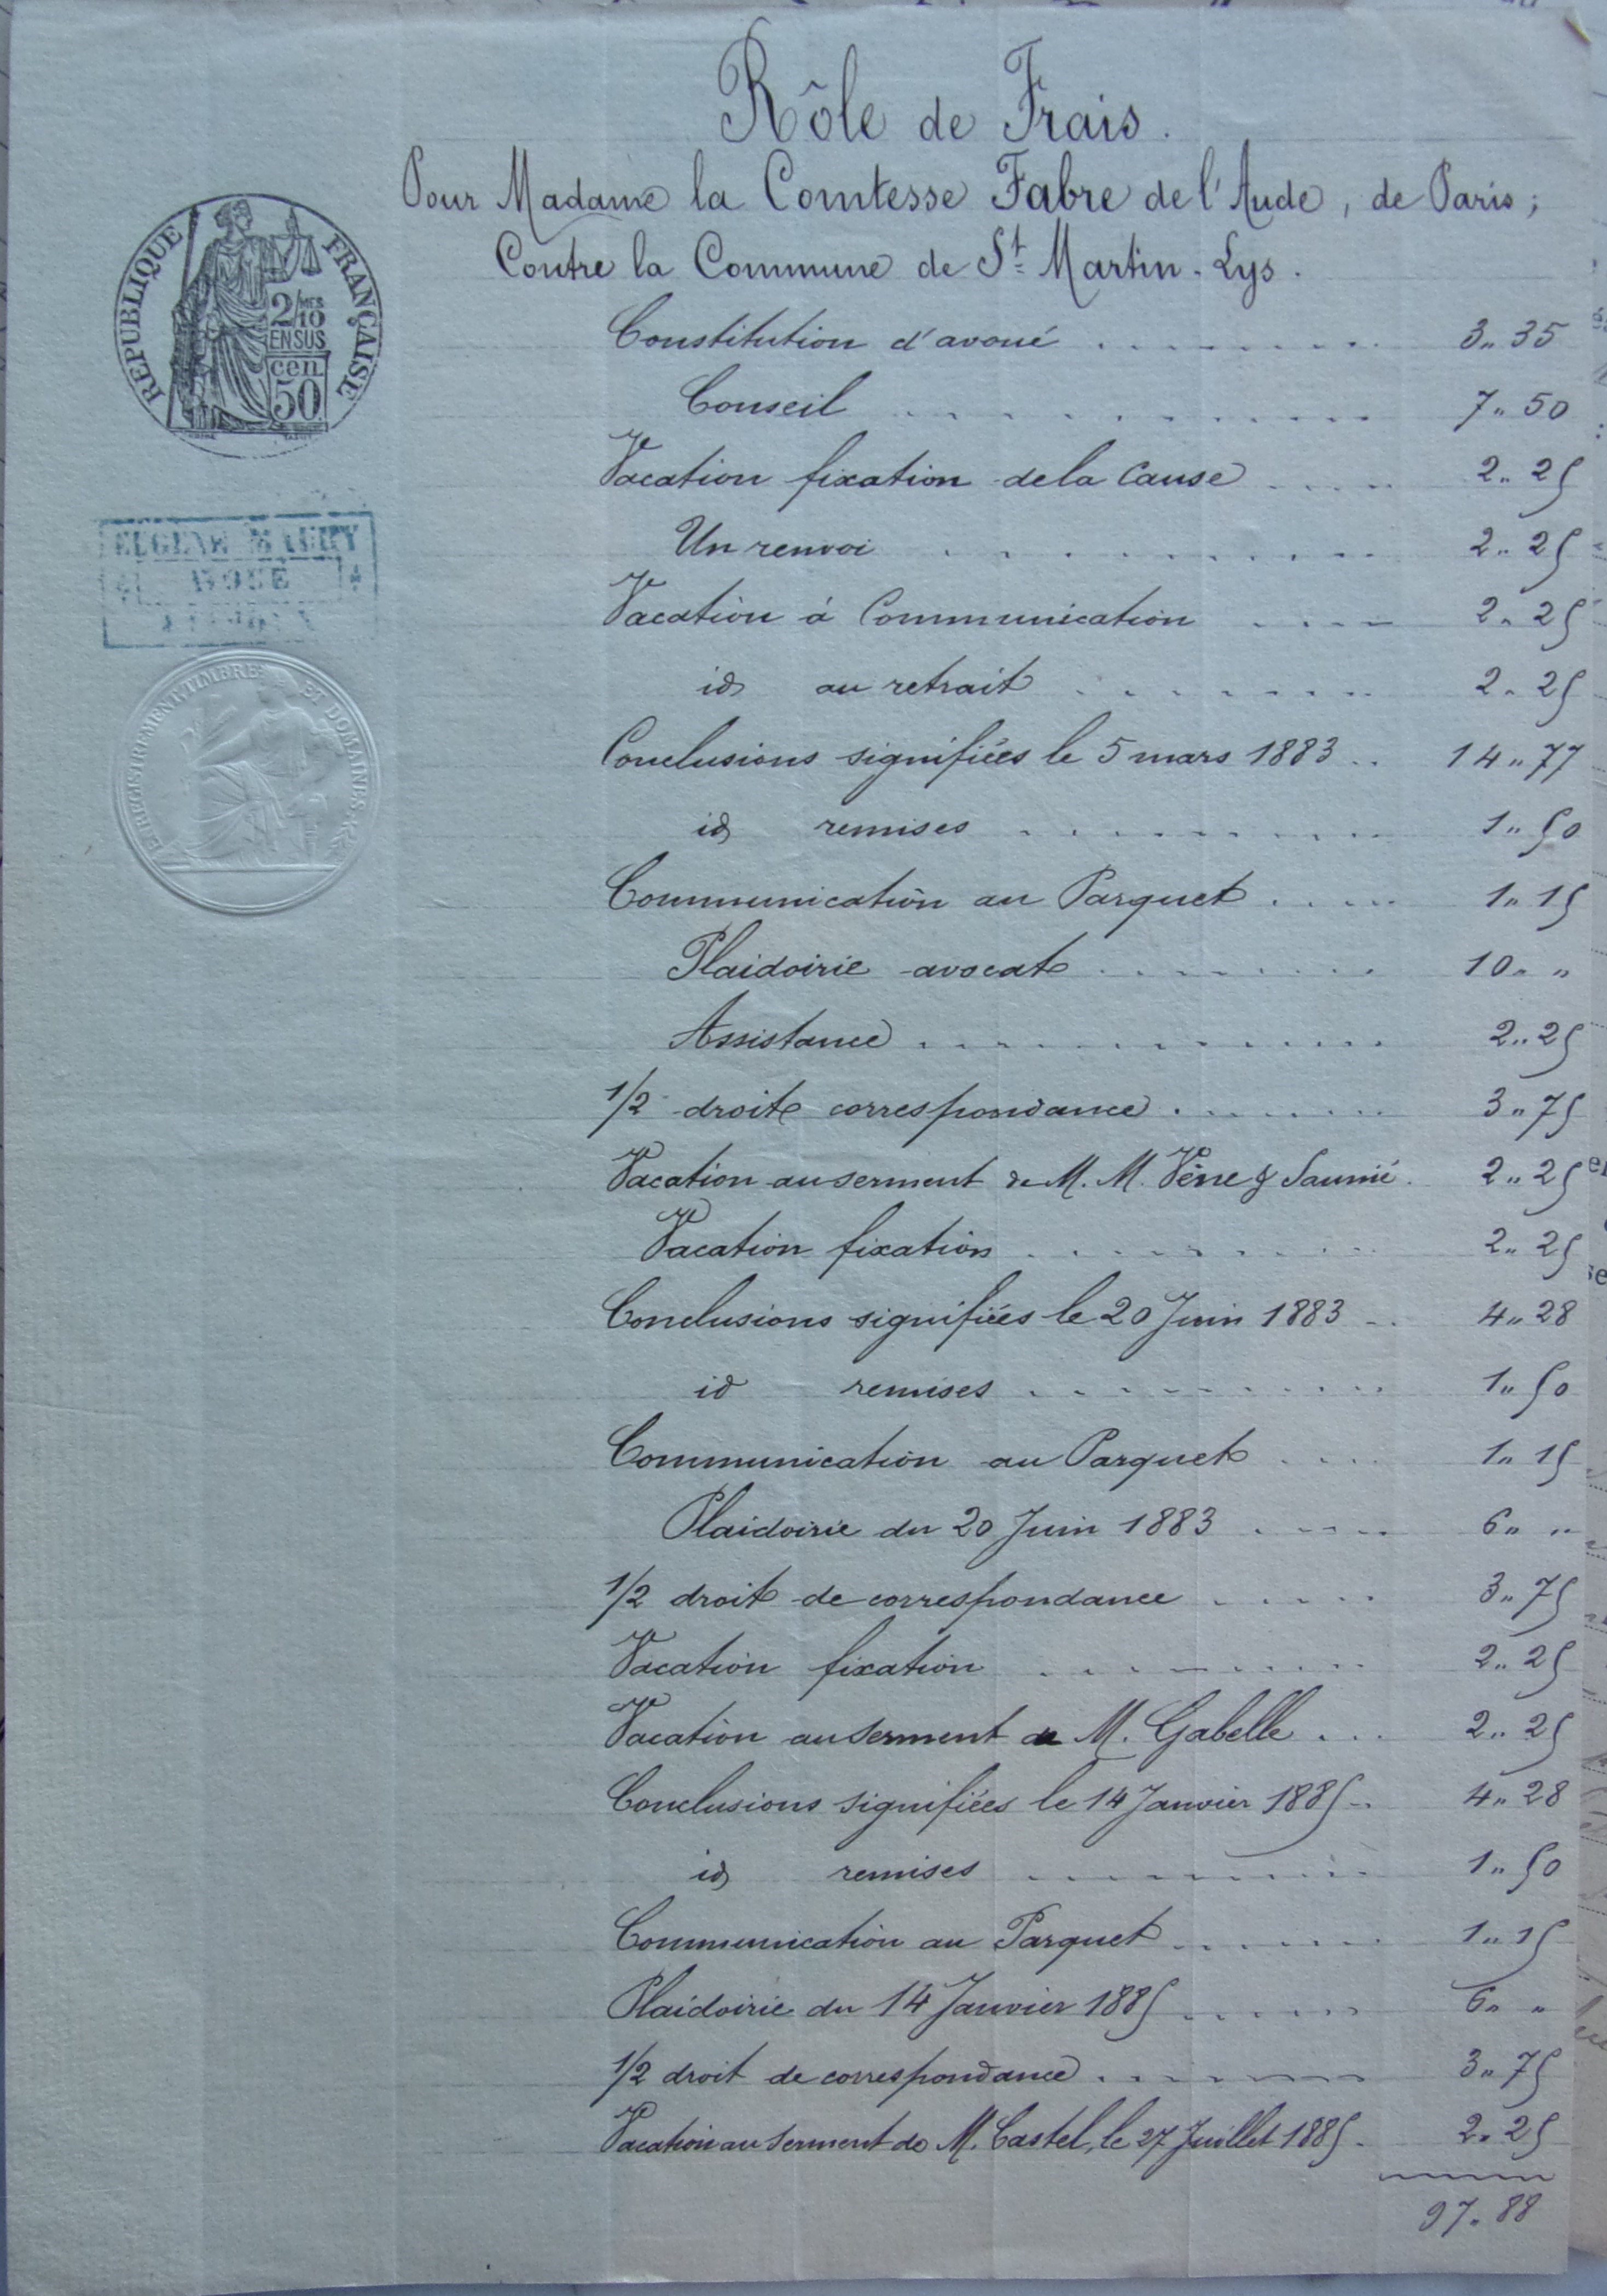 Rôle de Frais.
Pour Madame la Comtesse Fabre de l'Aude, de Paris;
Contre la Commune de St Martin-Lys.
REPUBLIQUE FRANÇAISE
2/10 MES
EN SUS
cen
50
EUGENE MAURY
AVOUÉ
ENREGISTREMENT TIMBRE ET DOMAINES
Constitution d'avoué ........ 3" 35
Conseil ........ 7" 50
Vacation fixation de la Cause .... 2" 25
Un renvoi ........ 2" 25
Vacation à Communication .... 2" 25
id au retrait ........ 2" 25
Conclusions signifiées le 5 mars 1883 .. 14" 77
id remises ........ 1" 50
Communication au Parquet .... 1" 15
Plaidoirie avocat ........ 10" "
Assistance ........ 2" 25
1/2 droit correspondance ........ 3" 75
Vacation au serment de M. M. Vène & Saunié. 2" 25
Vacation fixation ........ 2" 25
Conclusions signifiées le 20 Juin 1883 .. 4" 28
id remises ........ 1" 50
Communication au Parquet .... 1" 15
Plaidoirie du 20 Juin 1883 .... 6" "
1/2 droit de correspondance .... 3" 75
Vacation fixation ........ 2" 25
Vacation au serment de M. Gabelle ... 2" 25
Conclusions signifiées le 14 Janvier 1885 .. 4" 28
id remises ........ 1" 50
Communication au Parquet ...... 1" 15
Plaidoirie du 14 Janvier 1885 ...... 6" "
1/2 droit de correspondance ...... 3" 75
Vacation au serment de M. Castel, le 27 Juillet 1885. 2" 25
97" 88